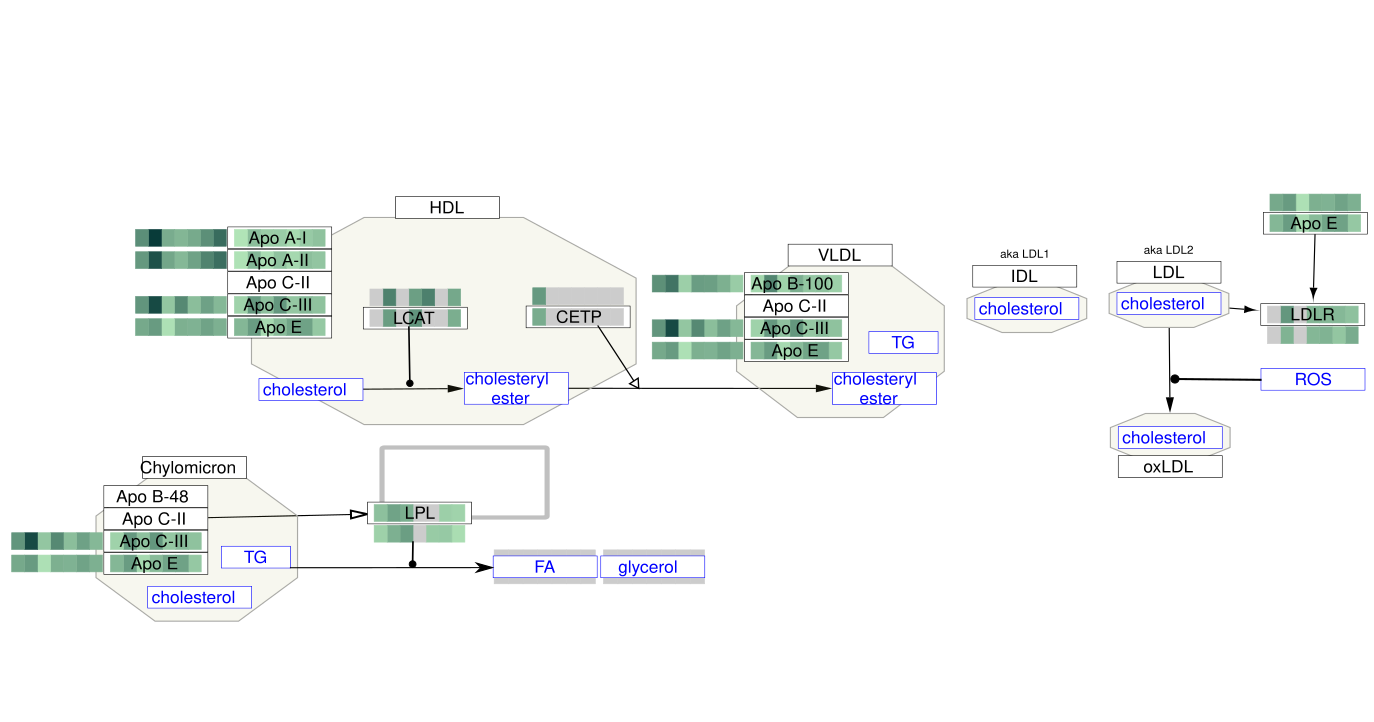 HDL
Apo A-I
Apo A-II
Apo C-II
Apo C-III
Apo E
LCAT
CETP
cholesterol
cholesteryl
ester
VLDL
Apo B-100
Apo C-II
Apo C-III
Apo E
TG
cholesteryl
ester
aka LDL1
IDL
cholesterol
aka LDL2
LDL
cholesterol
Apo E
LDLR
ROS
cholesterol
oxLDL
Chylomicron
Apo B-48
Apo C-II
Apo C-III
Apo E
TG
cholesterol
LPL
FA
glycerol